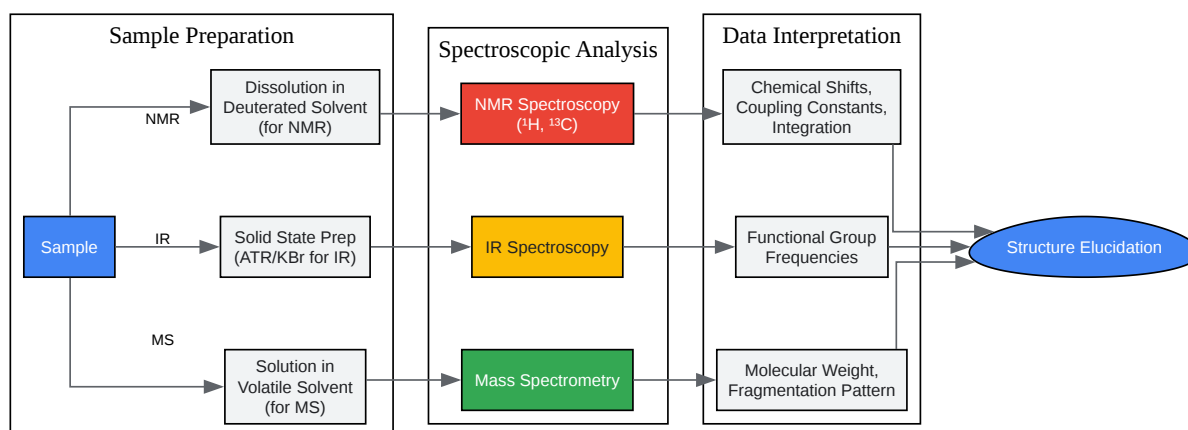 Sample Preparation
Spectroscopic Analysis
Data Interpretation
Dissolution in
Deuterated Solvent
(for NMR)
NMR
NMR Spectroscopy
(¹H, ¹³C)
Chemical Shifts,
Coupling Constants,
Integration
Sample
IR
Solid State Prep
(ATR/KBr for IR)
IR Spectroscopy
Functional Group
Frequencies
Structure Elucidation
MS
Solution in
Volatile Solvent
(for MS)
Mass Spectrometry
Molecular Weight,
Fragmentation Pattern